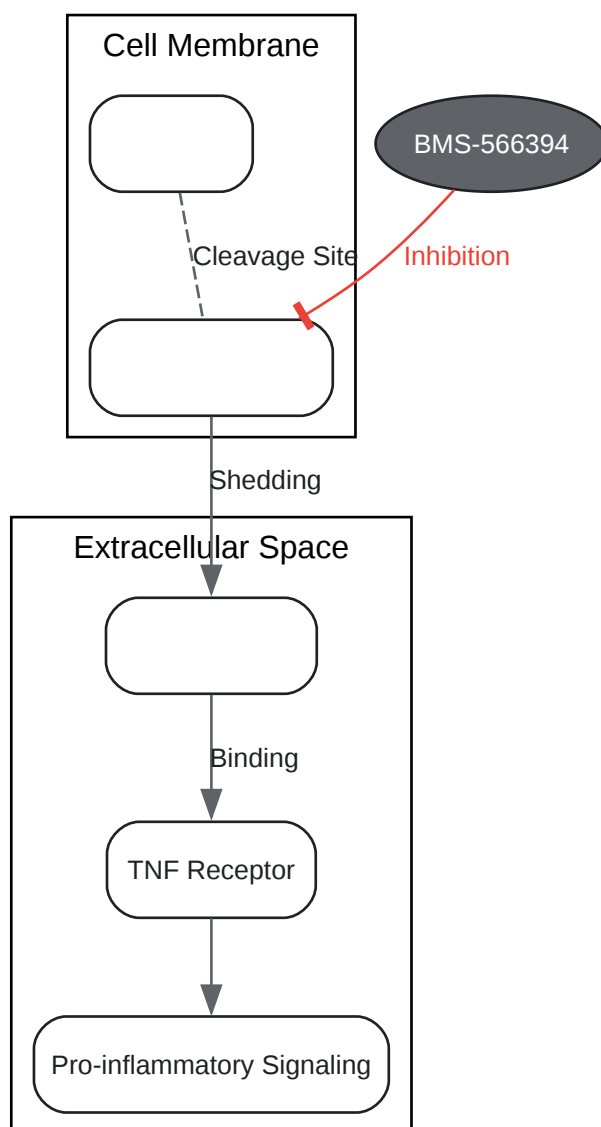 Cell Membrane
BMS-566394
Cleavage Site
Inhibition
Shedding
Extracellular Space
Binding
TNF Receptor
Pro-inflammatory Signaling